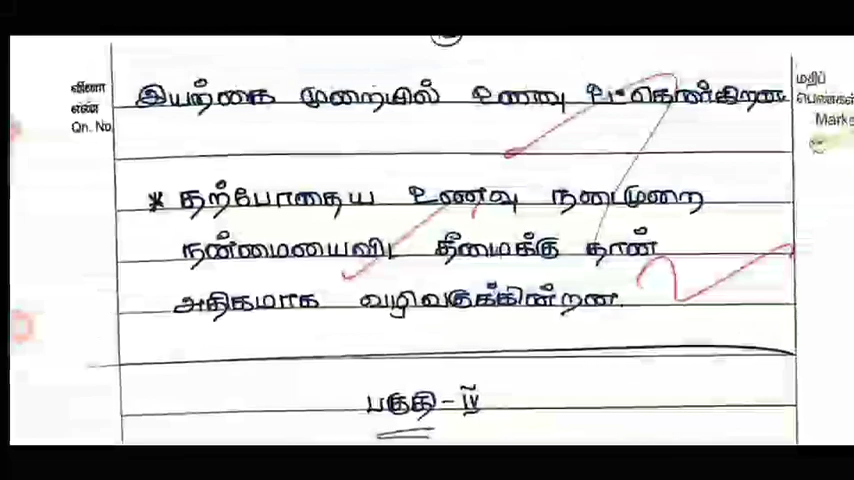 வினா
எண்
Qn. No.
மதிப்
பெண்கள்
Marks
இயற்கை முறையில் உணவு உட்கொள்கிறன.
* தற்போதைய உணவு நடைமுறை
நன்மையைவிட தீமைக்கு தான்
அதிகமாக வழிவகுக்கின்றன.
பகுதி - IV